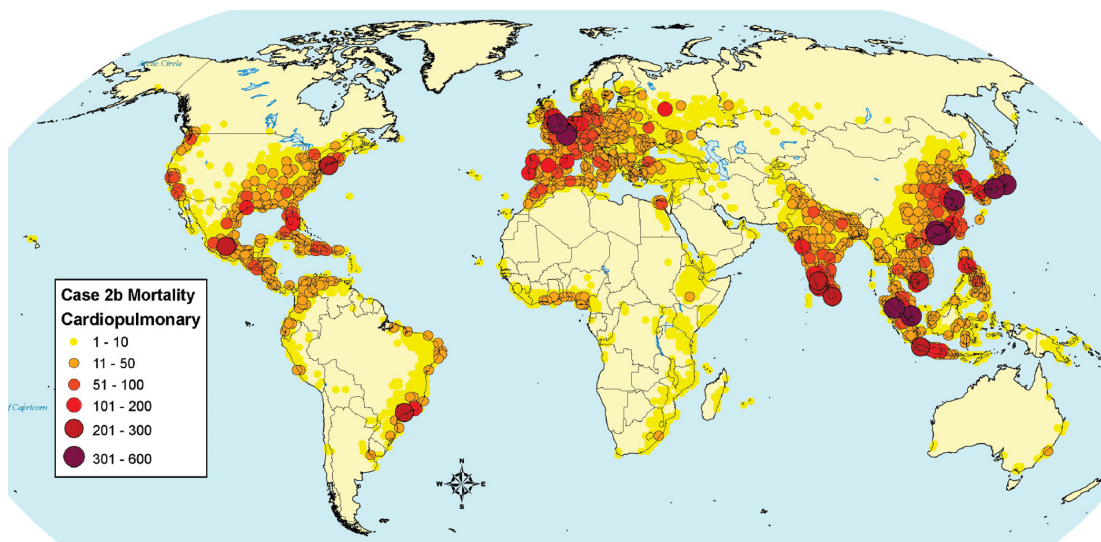 Arctic Circle
Case 2b Mortality
Cardiopulmonary
1 - 10
11 - 50
51 - 100
101 - 200
201 - 300
301 - 600
f Capricorn
N
W
E
S